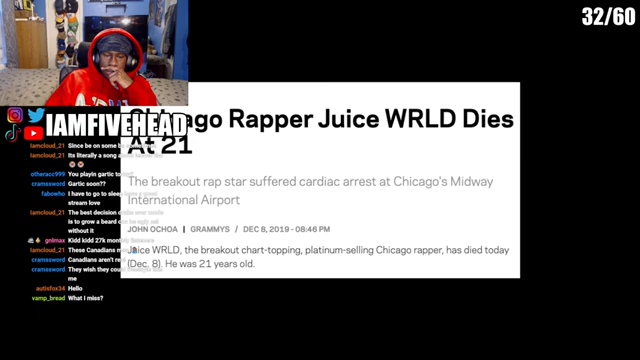 32/60
IAMFIVEHEAD
Chicago Rapper Juice WRLD Dies
At 21
The breakout rap star suffered cardiac arrest at Chicago's Midway
International Airport
JOHN OCHOA | GRAMMYS / DEC 8, 2019 - 08:46 PM
Juice WRLD, the breakout chart-topping, platinum-selling Chicago rapper, has died today
(Dec. 8). He was 21 years old.
Iamcloud_21 Since be on some
Iamcloud_21 Its literally a song
otheracc999 You playin gartic
cramssword Gartic soon??
fabowho I have to go to sleep
stream love
Iamcloud_21 The best decision
is to grow a beard
without it
gnlmax Kidd kidd 27k
Iamcloud_21 These Canadians
cramssword Canadians aren't
cramssword They wish they could
me
autisfox34 Hello
vamp_bread What I miss?